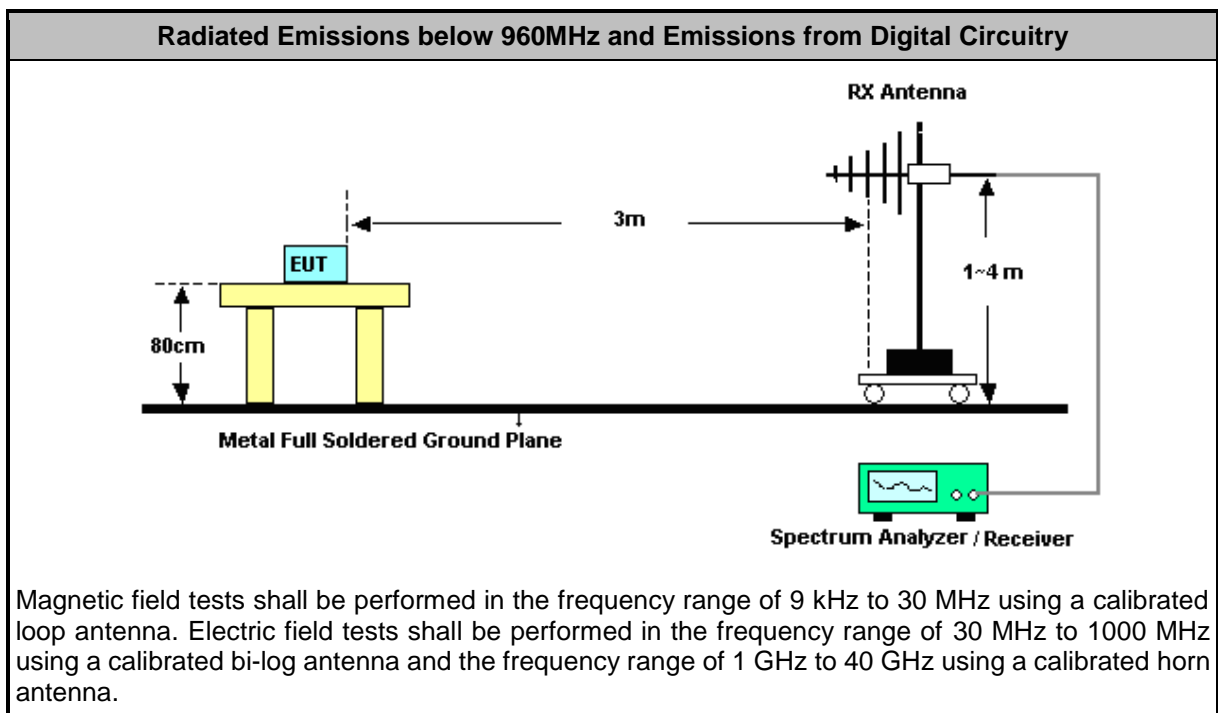 Radiated Emissions below 960MHz and Emissions from Digital Circuitry
RX Antenna
3m
EUT
1~4 m
80cm
Metal Full Soldered Ground Plane
Spectrum Analyzer / Receiver
Magnetic field tests shall be performed in the frequency range of 9 kHz to 30 MHz using a calibrated
loop antenna. Electric field tests shall be performed in the frequency range of 30 MHz to 1000 MHz
using a calibrated bi-log antenna and the frequency range of 1 GHz to 40 GHz using a calibrated horn
antenna.